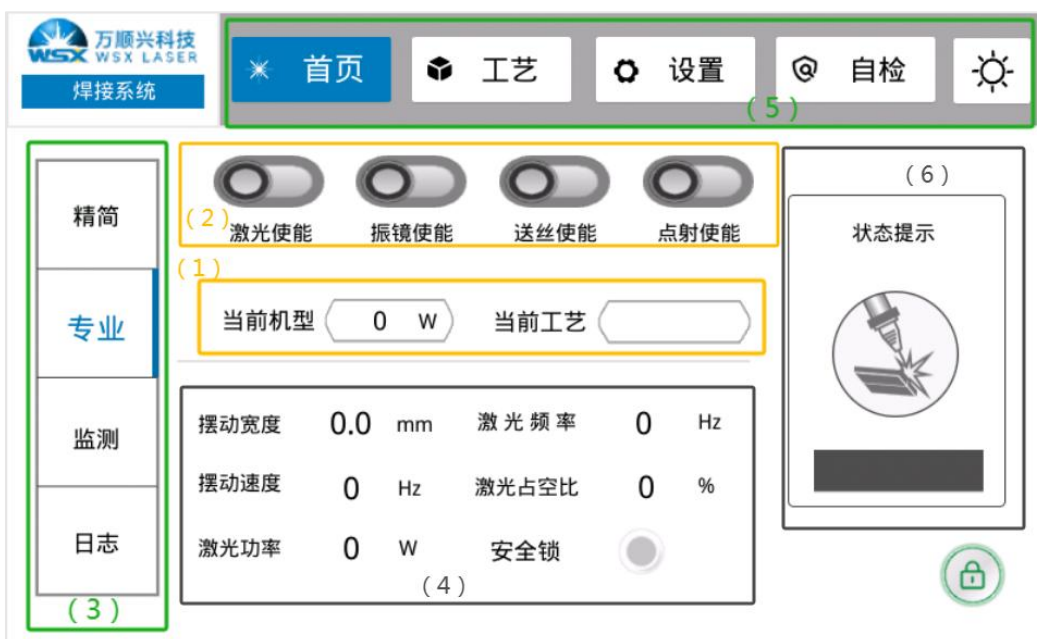 万顺兴科技
WSX WSX LASER
焊接系统
首页 工艺 设置 自检
(5)
(6)
精简
专业
监测
日志
(3)
(2)
激光使能 振镜使能 送丝使能 点射使能
(1)
当前机型 0 W 当前工艺
摆动宽度 0.0 mm 激光频率 0 Hz
摆动速度 0 Hz 激光占空比 0 %
激光功率 0 W 安全锁
(4)
状态提示